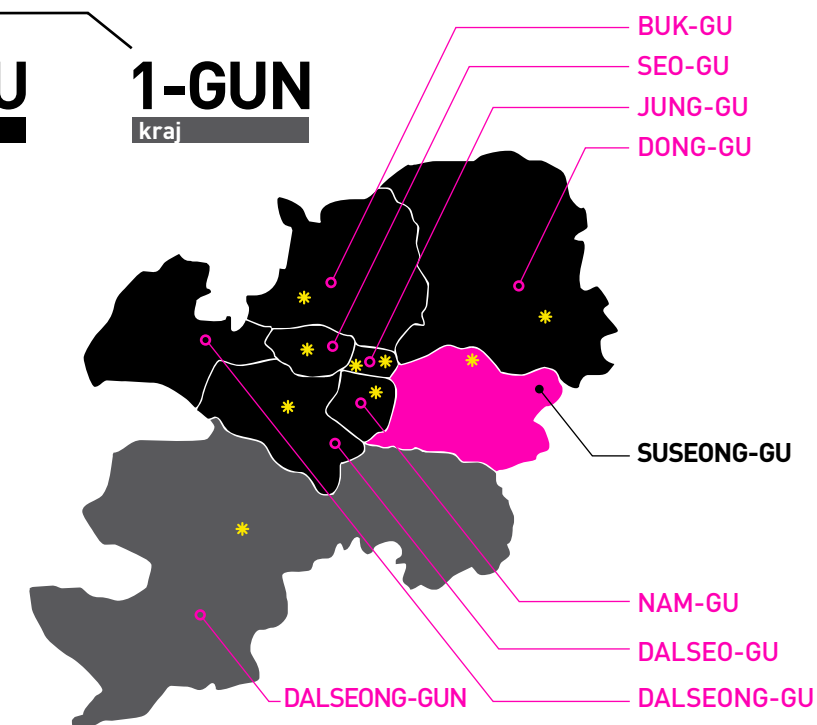 U
1-GUN
kraj
BUK-GU
SEO-GU
JUNG-GU
DONG-GU
SUSEONG-GU
NAM-GU
DALSEO-GU
DALSEONG-GUN
DALSEONG-GU